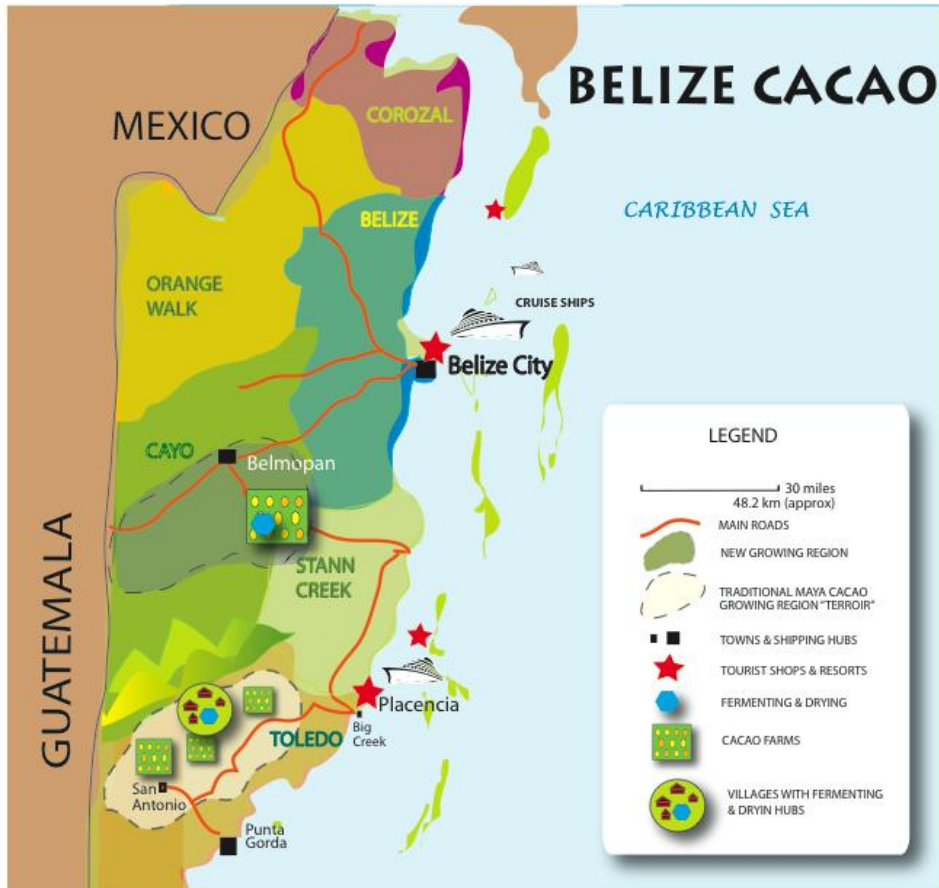 BELIZE CACAO
MEXICO
COROZAL
CARIBBEAN SEA
BELIZE
ORANGE
WALK
CRUISE SHIPS
Belize City
CAYO
Belmopan
GUATEMALA
STANN
CREEK
Placencia
TOLEDO
Big
Creek
San
Antonio
Punta
Gorda
LEGEND
30 miles
48.2 km (approx)
MAIN ROADS
NEW GROWING REGION
TRADITIONAL MAYA CACAO
GROWING REGION "TERROIR"
TOWNS & SHIPPING HUBS
TOURIST SHOPS & RESORTS
FERMENTING & DRYING
CACAO FARMS
VILLAGES WITH FERMENTING
& DRYIN HUBS